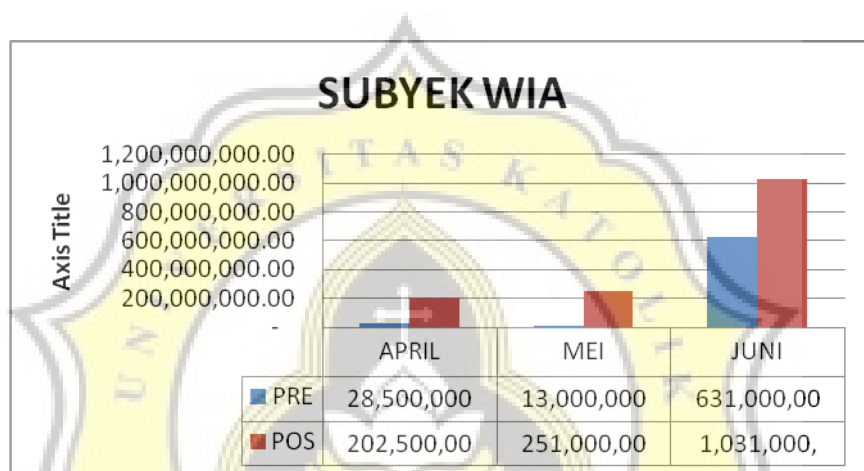 SUBYEK WIA
Axis Title
1,200,000,000.00
1,000,000,000.00
800,000,000.00
600,000,000.00
400,000,000.00
200,000,000.00
-
APRIL MEI JUNI
PRE 28,500,000 13,000,000 631,000,00
POS 202,500,00 251,000,00 1,031,000,
UNIVERSITAS KATOLIK